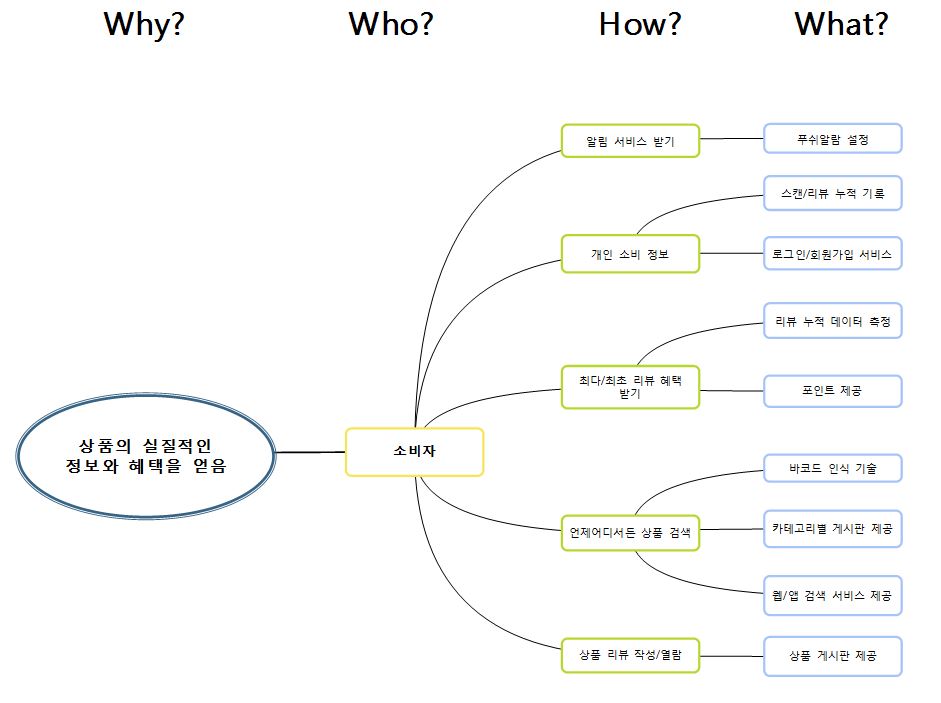 Why?
Who?
How?
What?
알림 서비스 받기
푸쉬알람 설정
스캔/리뷰 누적 기록
개인 소비 정보
로그인/회원가입 서비스
리뷰 누적 데이터 측정
최다/최초 리뷰 혜택
받기
포인트 제공
상품의 실질적인
정보와 혜택을 얻음
소비자
바코드 인식 기술
언제어디서든 상품 검색
카테고리별 게시판 제공
웹/앱 검색 서비스 제공
상품 리뷰 작성/열람
상품 게시판 제공